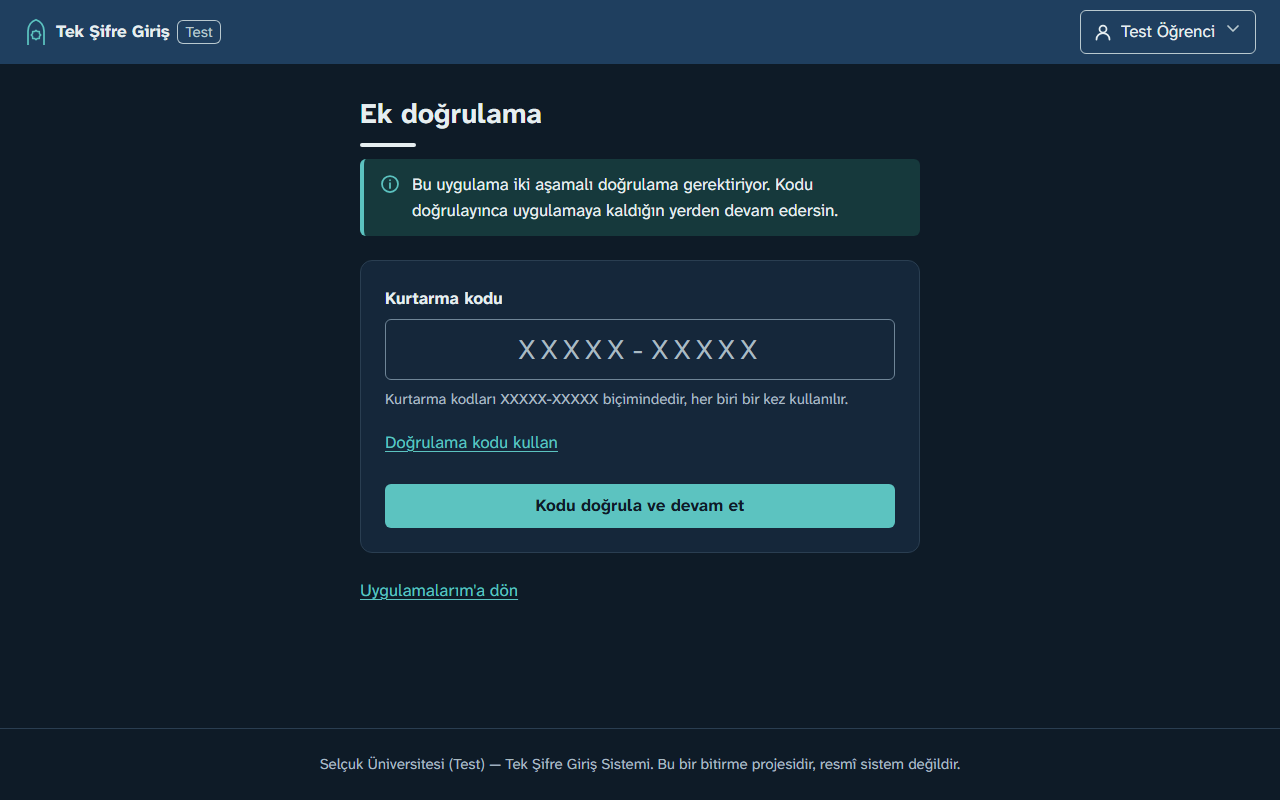 Tek Şifre Giriş Test
Test Öğrenci
Ek doğrulama
Bu uygulama iki aşamalı doğrulama gerektiriyor. Kodu
doğrulayınca uygulamaya kaldığın yerden devam edersin.
Kurtarma kodu
XXXXX-XXXXX
Kurtarma kodları XXXXX-XXXXX biçimindedir, her biri bir kez kullanılır.
Doğrulama kodu kullan
Kodu doğrula ve devam et
Uygulamalarım'a dön
Selçuk Üniversitesi (Test) — Tek Şifre Giriş Sistemi. Bu bir bitirme projesidir, resmî sistem değildir.